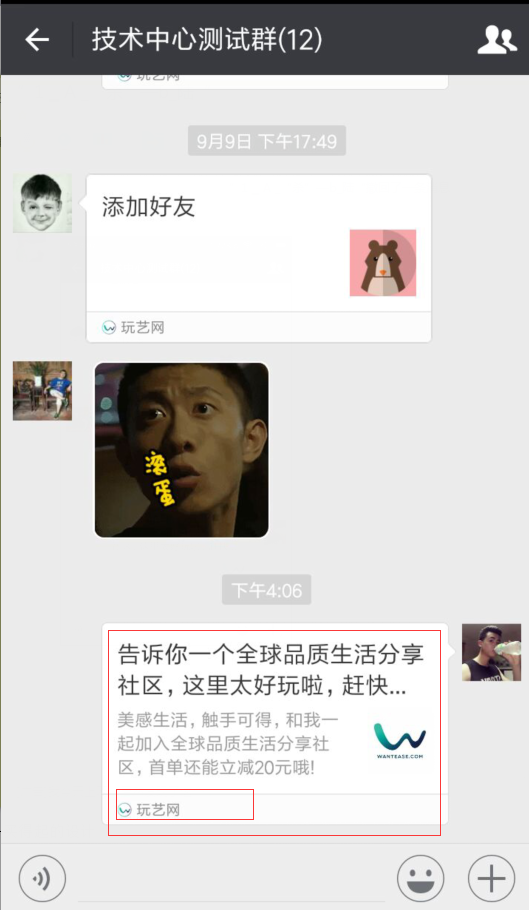 技术中心测试群(12)
玩艺网
9月9日 下午17:49
添加好友
玩艺网
滚
蛋
下午4:06
告诉你一个全球品质生活分享
社区，这里太好玩啦，赶快...
美感生活，触手可得，和我一
起加入全球品质生活分享社
区，首单还能立减20元哦!
WANTEASE.COM
玩艺网